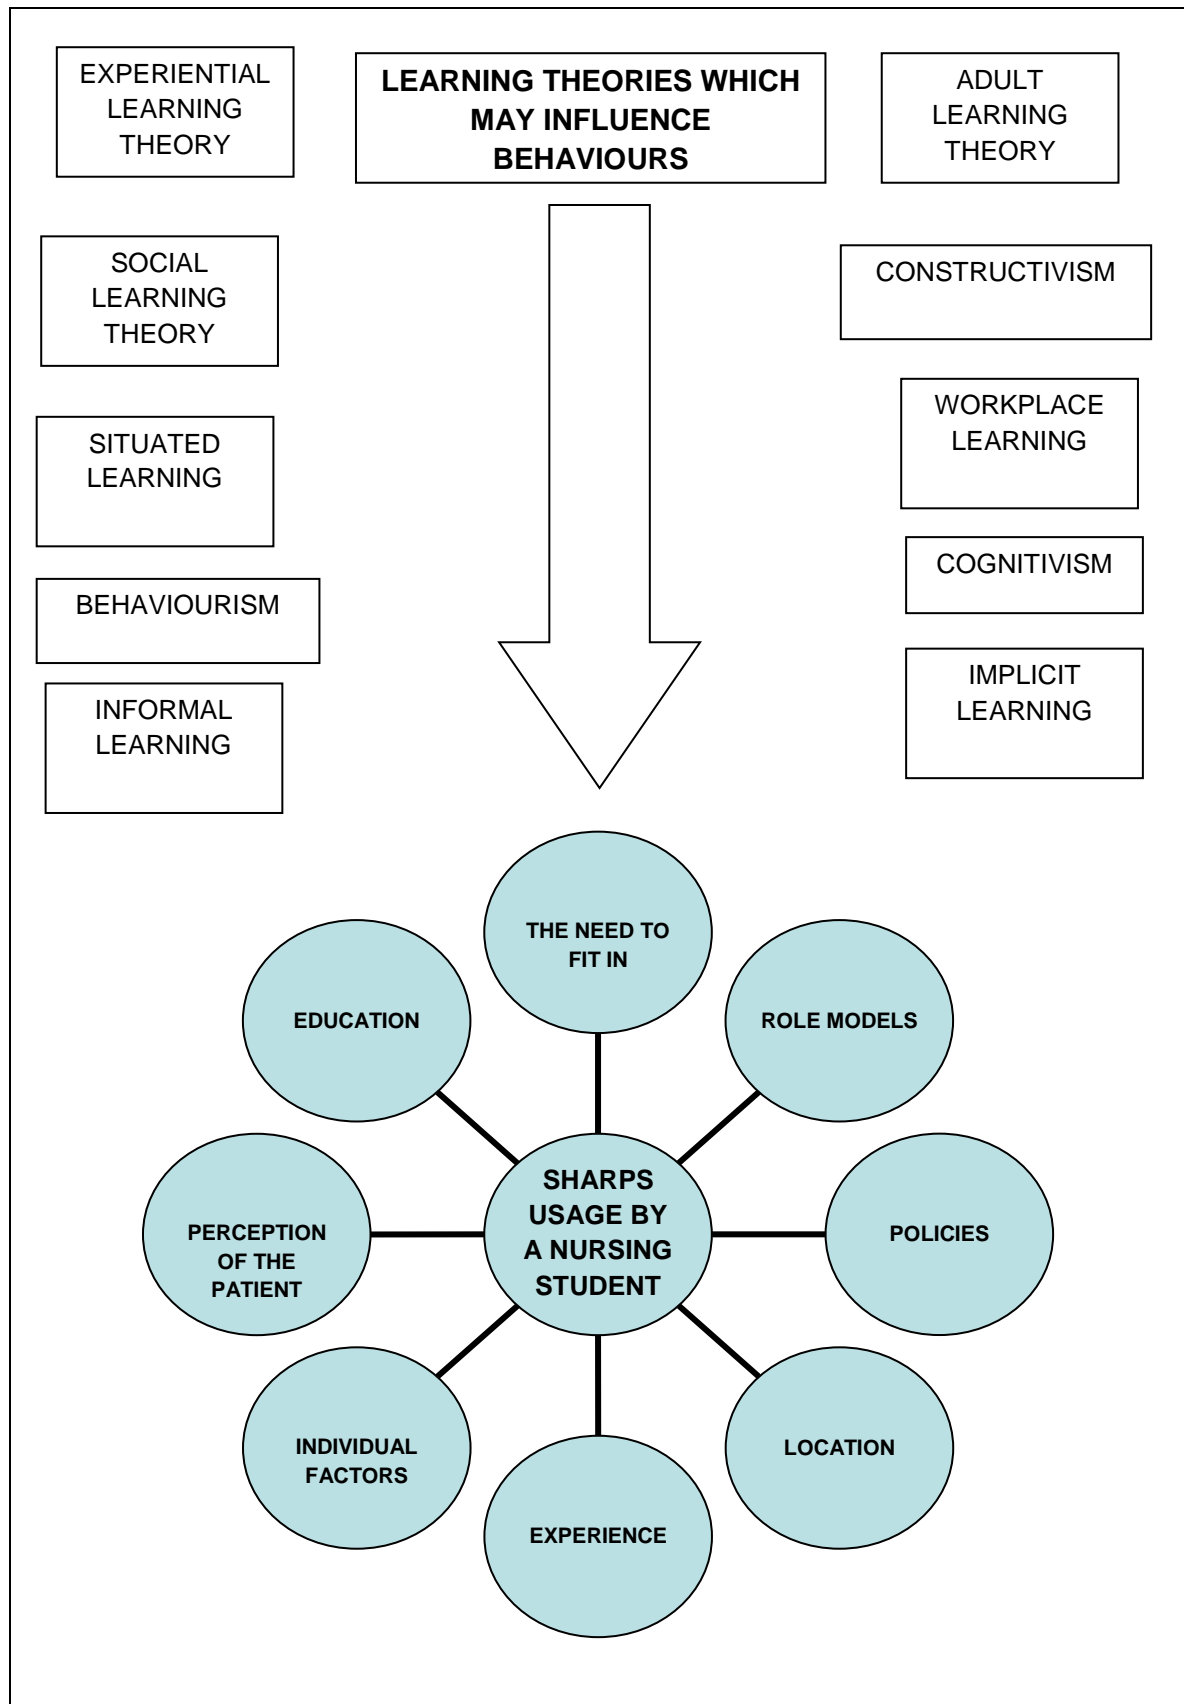 EXPERIENTIAL
LEARNING
THEORY
LEARNING THEORIES WHICH
MAY INFLUENCE
BEHAVIOURS
ADULT
LEARNING
THEORY
SOCIAL
LEARNING
THEORY
CONSTRUCTIVISM
SITUATED
LEARNING
WORKPLACE
LEARNING
BEHAVIOURISM
COGNITIVISM
INFORMAL
LEARNING
IMPLICIT
LEARNING
THE NEED TO
FIT IN
EDUCATION
ROLE MODELS
SHARPS
USAGE BY
A NURSING
STUDENT
PERCEPTION
OF THE
PATIENT
POLICIES
INDIVIDUAL
FACTORS
LOCATION
EXPERIENCE